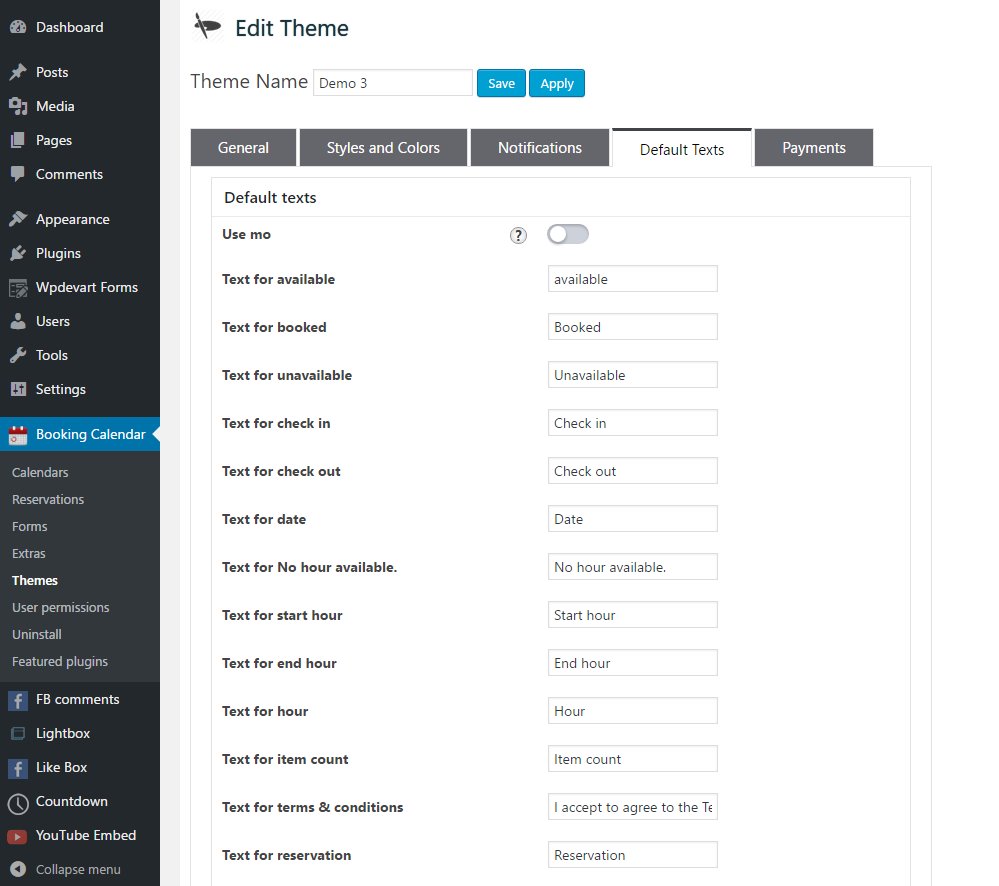 Dashboard
Posts
Media
Pages
Comments
Appearance
Plugins
Wpdevart Forms
Users
Tools
Settings
Booking Calendar
Calendars
Reservations
Forms
Extras
Themes
User permissions
Uninstall
Featured plugins
FB comments
Lightbox
Like Box
Countdown
YouTube Embed
Collapse menu
Edit Theme
Theme Name Demo 3 Save Apply
General Styles and Colors Notifications Default Texts Payments
Default texts
Use mo ?
Text for available available
Text for booked Booked
Text for unavailable Unavailable
Text for check in Check in
Text for check out Check out
Text for date Date
Text for No hour available. No hour available.
Text for start hour Start hour
Text for end hour End hour
Text for hour Hour
Text for item count Item count
Text for terms & conditions I accept to agree to the Te
Text for reservation Reservation